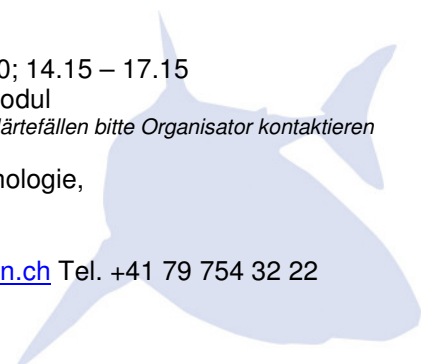 0; 14.15 – 17.15
odul
ärtefällen bitte Organisator kontaktieren
nologie,
n.ch Tel. +41 79 754 32 22